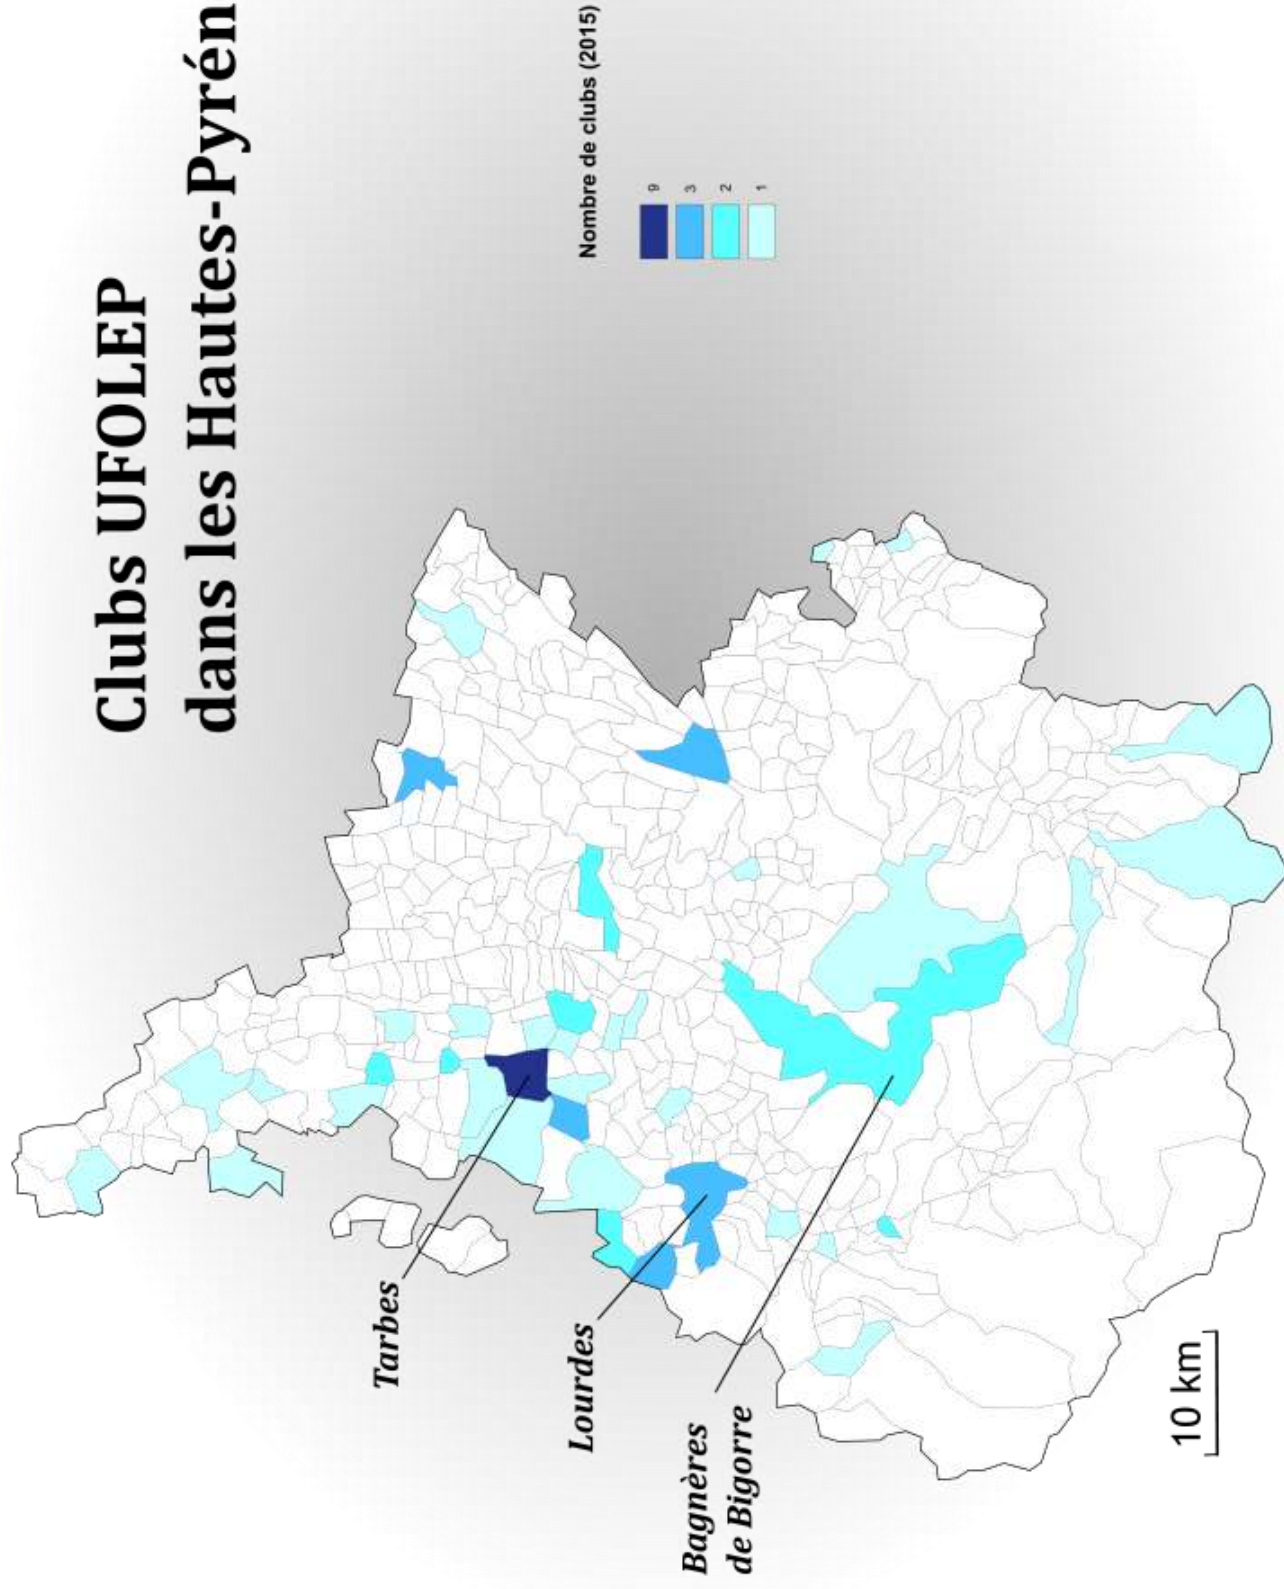 Clubs UFOLEP
dans les Hautes-Pyrén
Nombre de clubs (2015)
9
3
2
1
Tarbes
Lourdes
Bagnères
de Bigorre
10 km